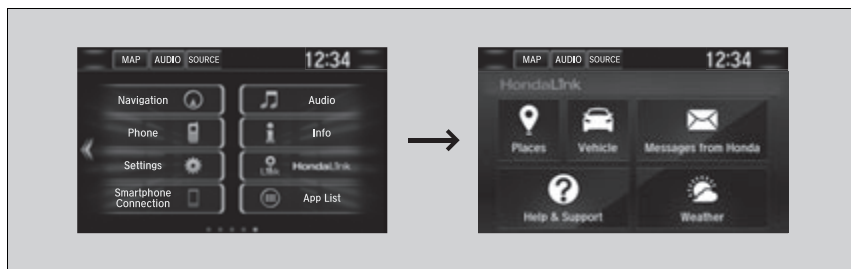 MAP AUDIO SOURCE 12:34
Navigation Audio
Phone Info
Settings HondaLink
Smartphone
Connection
App List
MAP AUDIO SOURCE 12:34
HondaLink
Places Vehicle Messages from Honda
Help & Support Weather